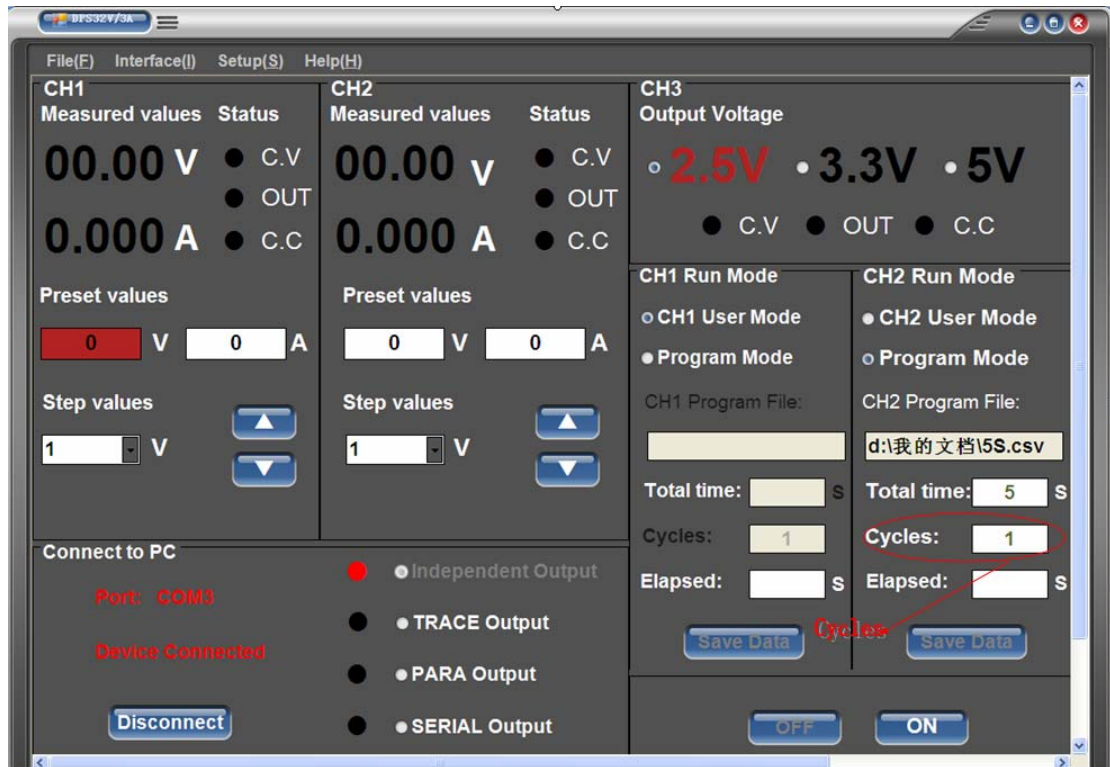 DPS32V/3A
File(F) Interface(I) Setup(S) Help(H)
CH1
Measured values Status
00.00 V C.V
OUT
0.000 A C.C
Preset values
0 V 0 A
Step values
1 V
CH2
Measured values Status
00.00 V C.V
OUT
0.000 A C.C
Preset values
0 V 0 A
Step values
1 V
CH3
Output Voltage
2.5V 3.3V 5V
C.V OUT C.C
CH1 Run Mode
CH1 User Mode
Program Mode
CH1 Program File:
Total time: S
Cycles: 1
Elapsed: S
Save Data
CH2 Run Mode
CH2 User Mode
Program Mode
CH2 Program File:
d:\我的文档\5S.csv
Total time: 5 S
Cycles: 1
Elapsed: S
Cycles
Save Data
Connect to PC
Port: COM3
Device Connected
Disconnect
Independent Output
TRACE Output
PARA Output
SERIAL Output
OFF ON